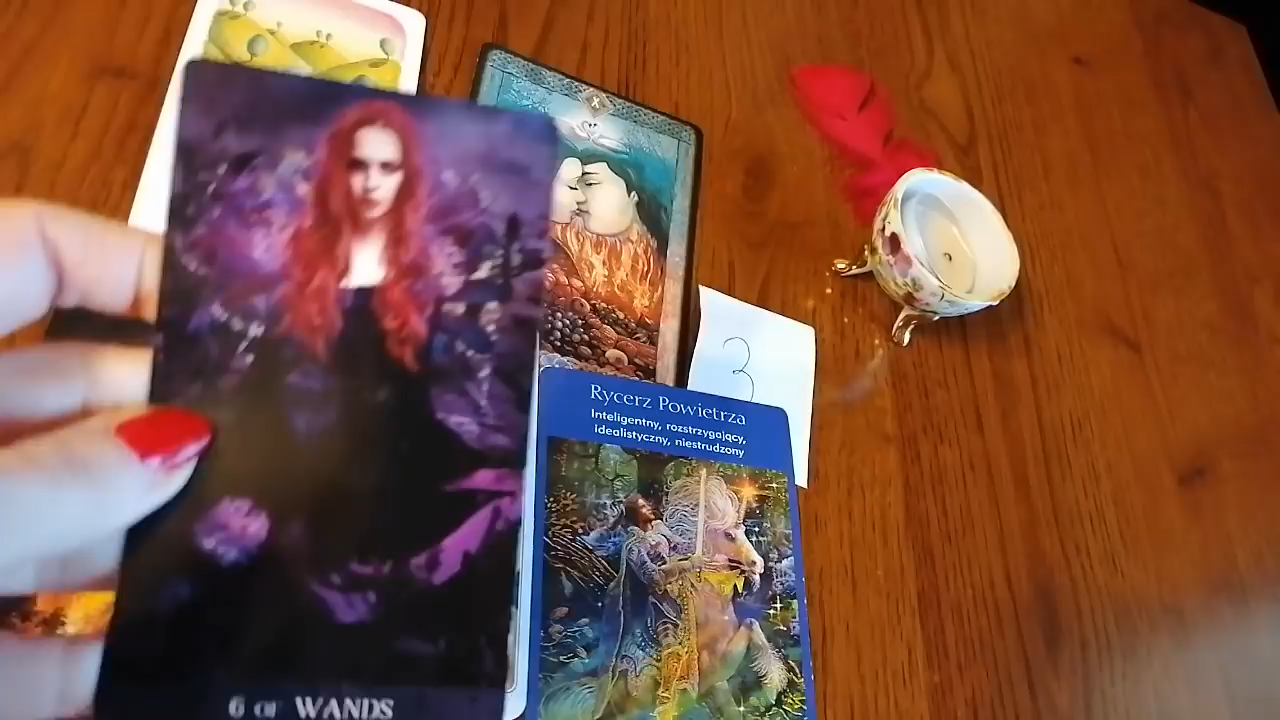 3
Rycerz Powietrza
Inteligentny, rozstrzygający,
idealistyczny, niestrudzony
6 OF WANDS